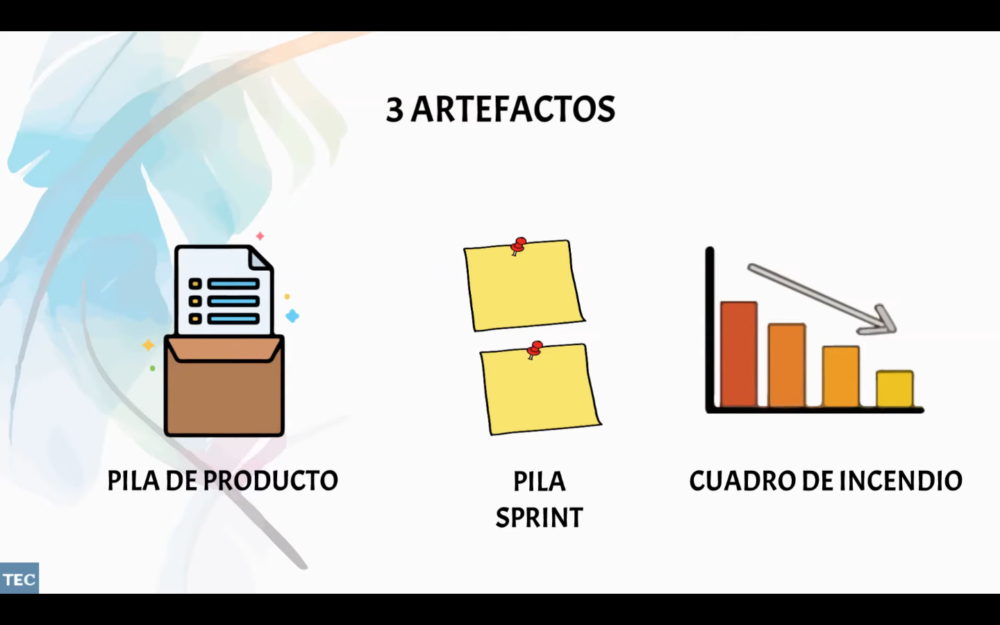 3 ARTEFACTOS
PILA DE PRODUCTO
PILA
SPRINT
CUADRO DE INCENDIO
TEC